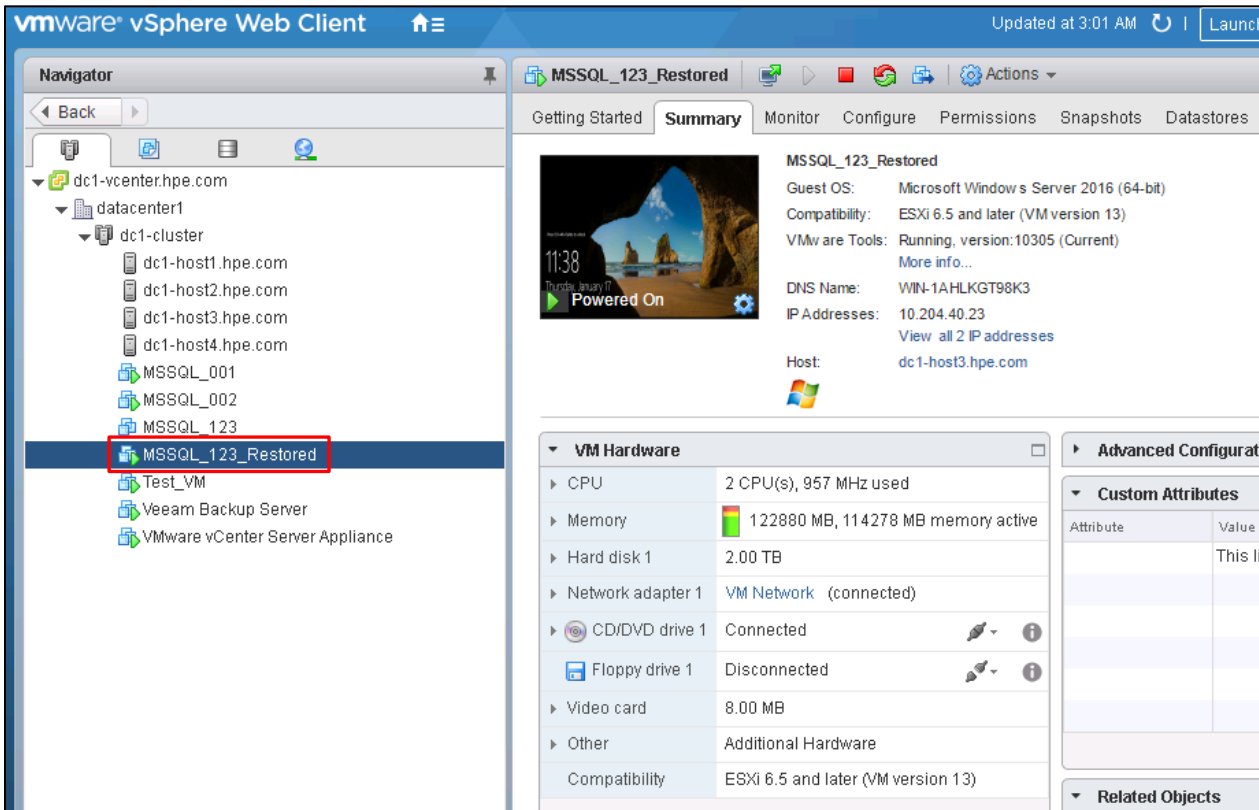 vmware® vSphere Web Client
Updated at 3:01 AM
Navigator
Back
dc1-vcenter.hpe.com
datacenter1
dc1-cluster
dc1-host1.hpe.com
dc1-host2.hpe.com
dc1-host3.hpe.com
dc1-host4.hpe.com
MSSQL_001
MSSQL_002
MSSQL_123
MSSQL_123_Restored
Test_VM
Veeam Backup Server
VMware vCenter Server Appliance
MSSQL_123_Restored
Actions
Getting Started Summary Monitor Configure Permissions Snapshots Datastores
11:38
Thursday, January 17
Powered On
MSSQL_123_Restored
Guest OS: Microsoft Windows Server 2016 (64-bit)
Compatibility: ESXi 6.5 and later (VM version 13)
VMware Tools: Running, version:10305 (Current)
More info...
DNS Name: WIN-1AHLKGT98K3
IP Addresses: 10.204.40.23
View all 2 IP addresses
Host: dc1-host3.hpe.com
VM Hardware
CPU 2 CPU(s), 957 MHz used
Memory 122880 MB, 114278 MB memory active
Hard disk 1 2.00 TB
Network adapter 1 VM Network (connected)
CD/DVD drive 1 Connected
Floppy drive 1 Disconnected
Video card 8.00 MB
Other Additional Hardware
Compatibility ESXi 6.5 and later (VM version 13)
Advanced Configurat
Custom Attributes
Attribute Value
This
Related Objects